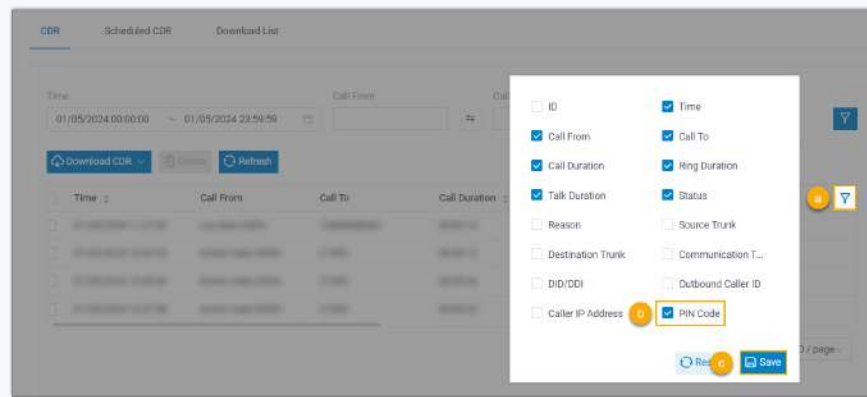 CDR Scheduled CDR Download List
Time Call From
01/05/2024 00:00:00 ~ 01/05/2024 23:59:59
Download CDR Refresh
Time Call From Call To Call Duration
a
ID Time
Call From Call To
Call Duration Ring Duration
Talk Duration Status
Reason Source Trunk
Destination Trunk Communication T...
DID/DDI Outbound Caller ID
Caller IP Address b PIN Code
c Save
/ page